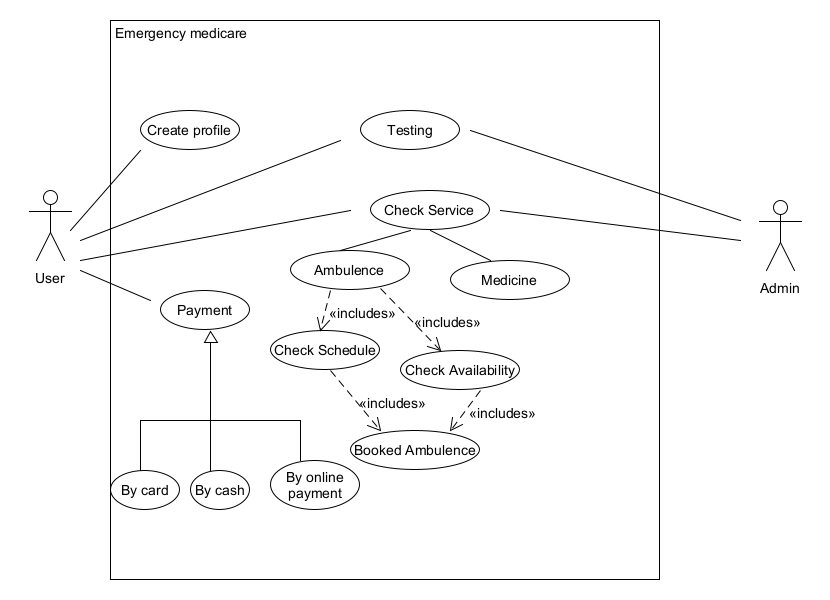 Emergency medicare
Create profile
Testing
Check Service
User
Admin
Ambulence
Medicine
Payment
«includes»
«includes»
Check Schedule
Check Availability
«includes»
«includes»
Booked Ambulence
By card
By cash
By online
payment